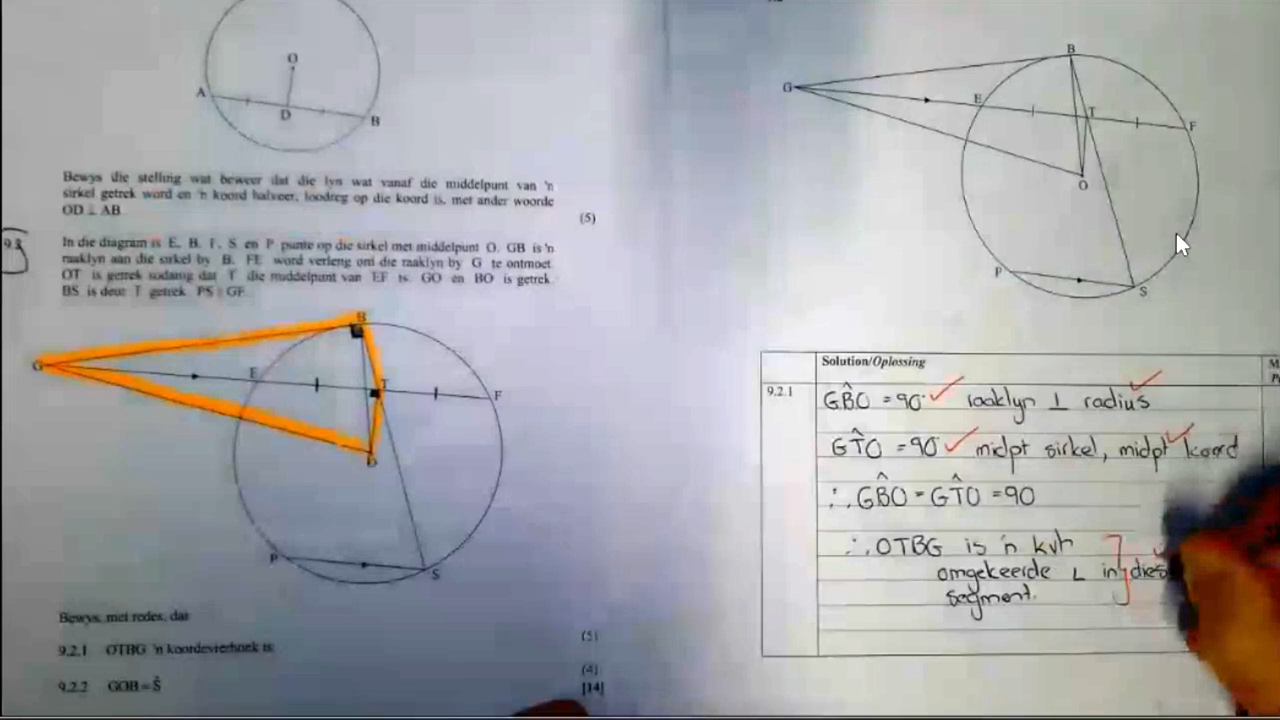 O
A
D
B
Bewys die stelling wat beweer dat die lyn wat vanaf die middelpunt van 'n
sirkel getrek word en 'n koord halveer, loodreg op die koord is, met ander woorde
OD ⊥ AB
(5)
In die diagram is E, B, F, S en P punte op die sirkel met middelpunt O. GB is 'n
raaklyn aan die sirkel by B. FE word verleng om die raaklyn by G te ontmoet
OT is getrek sodanig dat T die middelpunt van EF is. GO en BO is getrek.
BS is deur T getrek. PS | GF
B
G
E
T
F
O
P
S
Bewys, met redes, dat
9.2.1 OTBG 'n koordevierhoek is
(5)
9.2.2 GOB = Ŝ
(4)
[14]
B
G
E
T
F
O
P
S
Solution/Oplossing
9.2.1
GB̂O = 90° raaklyn ⊥ radius
GT̂O = 90° midpt sirkel, midpt koord
∴ GB̂O = GT̂O = 90
∴ OTBG is 'n kvh
omgekeerde ∠ in dies
segment.